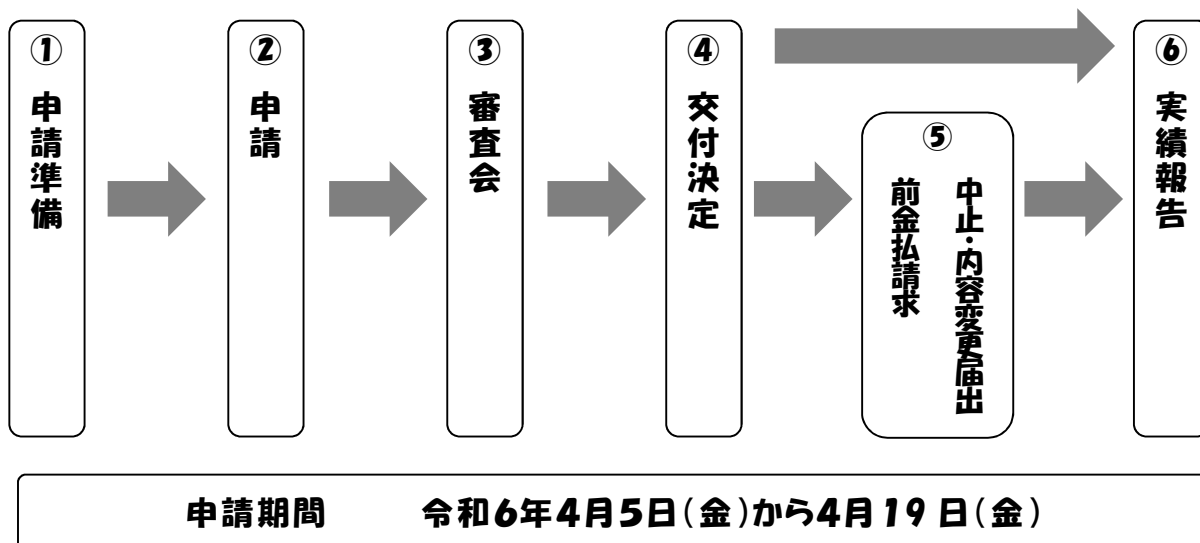 ①
申請準備
②
申請
③
審査会
④
交付決定
⑤
中止・内容変更届出
前金払請求
⑥
実績報告
申請期間 令和6年4月5日(金)から4月19日(金)